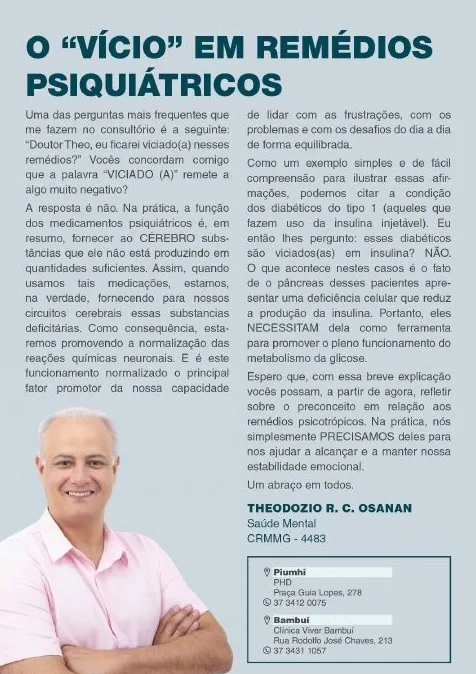 O “VÍCIO” EM REMÉDIOS
PSIQUIÁTRICOS
Uma das perguntas mais frequentes que
me fazem no consultório é a seguinte:
“Doutor Theo, eu ficarei viciado(a) nesses
remédios?” Vocês concordam comigo
que a palavra “VICIADO (A)” remete a
algo muito negativo?
A resposta é não. Na prática, a função
dos medicamentos psiquiátricos é, em
resumo, fornecer ao CÉREBRO subs-
tâncias que ele não está produzindo em
quantidades suficientes. Assim, quando
usamos tais medicações, estamos,
na verdade, fornecendo para nossos
circuitos cerebrais essas substancias
deficitárias. Como consequência, esta-
remos promovendo a normalização das
reações químicas neuronais. E é este
funcionamento normalizado o principal
fator promotor da nossa capacidade
de lidar com as frustrações, com os
problemas e com os desafios do dia a dia
de forma equilibrada.
Como um exemplo simples e de fácil
compreensão para ilustrar essas afir-
mações, podemos citar a condição
dos diabéticos do tipo 1 (aqueles que
fazem uso da insulina injetável). Eu
então lhes pergunto: esses diabéticos
são viciados(as) em insulina? NÃO.
O que acontece nestes casos é o fato
de o pâncreas desses pacientes apre-
sentar uma deficiência celular que reduz
a produção da insulina. Portanto, eles
NECESSITAM dela como ferramenta
para promover o pleno funcionamento do
metabolismo da glicose.
Espero que, com essa breve explicação
vocês possam, a partir de agora, refletir
sobre o preconceito em relação aos
remédios psicotrópicos. Na prática, nós
simplesmente PRECISAMOS deles para
nos ajudar a alcançar e a manter nossa
estabilidade emocional.
Um abraço em todos.
THEODOZIO R. C. OSANAN
Saúde Mental
CRMMG - 4483
Piumhi
PHD
Praça Guia Lopes, 278
37 3412 0075
Bambuí
Clínica Viver Bambuí
Rua Rodolfo José Chaves, 213
37 3431 1057